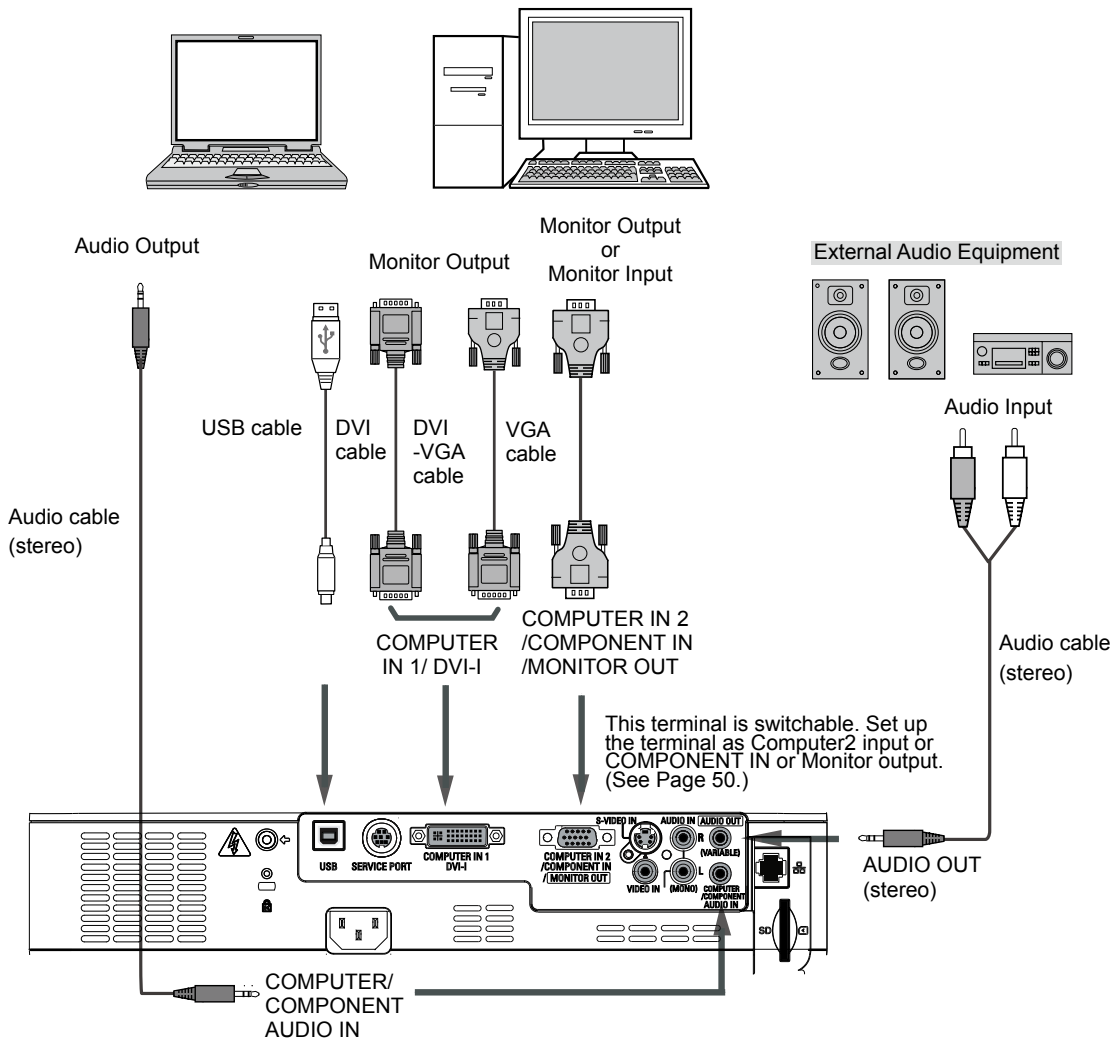 Audio Output
Monitor Output
Monitor Output
or
Monitor Input
External Audio Equipment
Audio Input
USB cable
DVI
cable
DVI
-VGA
cable
VGA
cable
Audio cable
(stereo)
COMPUTER
IN 1/ DVI-I
COMPUTER IN 2
/COMPONENT IN
/MONITOR OUT
Audio cable
(stereo)
This terminal is switchable. Set up
the terminal as Computer2 input or
COMPONENT IN or Monitor output.
(See Page 50.)
USB
SERVICE PORT
COMPUTER IN 1
DVI-I
COMPUTER IN 2
/COMPONENT IN
/ MONITOR OUT
S-VIDEO IN
VIDEO IN
AUDIO IN
R
L
(MONO)
AUDIO OUT
(VARIABLE)
COMPUTER
/COMPONENT
AUDIO IN
SD
AUDIO OUT
(stereo)
COMPUTER/
COMPONENT
AUDIO IN